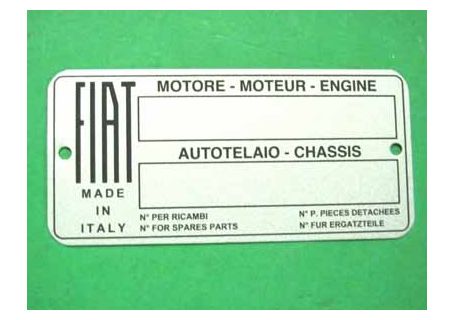 FIAT
MADE
IN
ITALY
MOTORE - MOTEUR - ENGINE
AUTOTELAIO - CHASSIS
N° PER RICAMBI
N° FOR SPARES PARTS
N° P. PIECES DETACHEES
N° FUR ERGATZTEILE